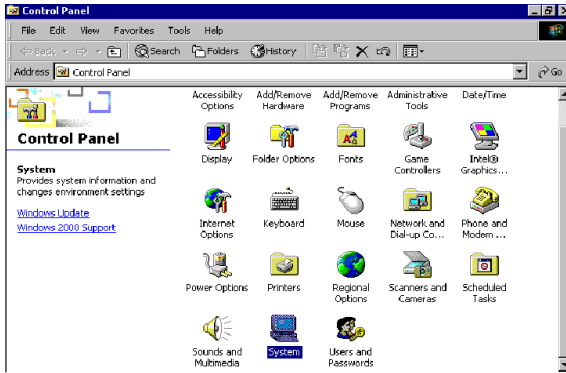 Control Panel
File Edit View Favorites Tools Help
Back Search Folders History
Address Control Panel Go
Control Panel
System
Provides system information and
changes environment settings
Windows Update
Windows 2000 Support
Accessibility Options
Add/Remove Hardware
Add/Remove Programs
Administrative Tools
Date/Time
Display
Folder Options
Fonts
Game Controllers
Intel® Graphics...
Internet Options
Keyboard
Mouse
Network and Dial-up Co...
Phone and Modem ...
Power Options
Printers
Regional Options
Scanners and Cameras
Scheduled Tasks
Sounds and Multimedia
System
Users and Passwords